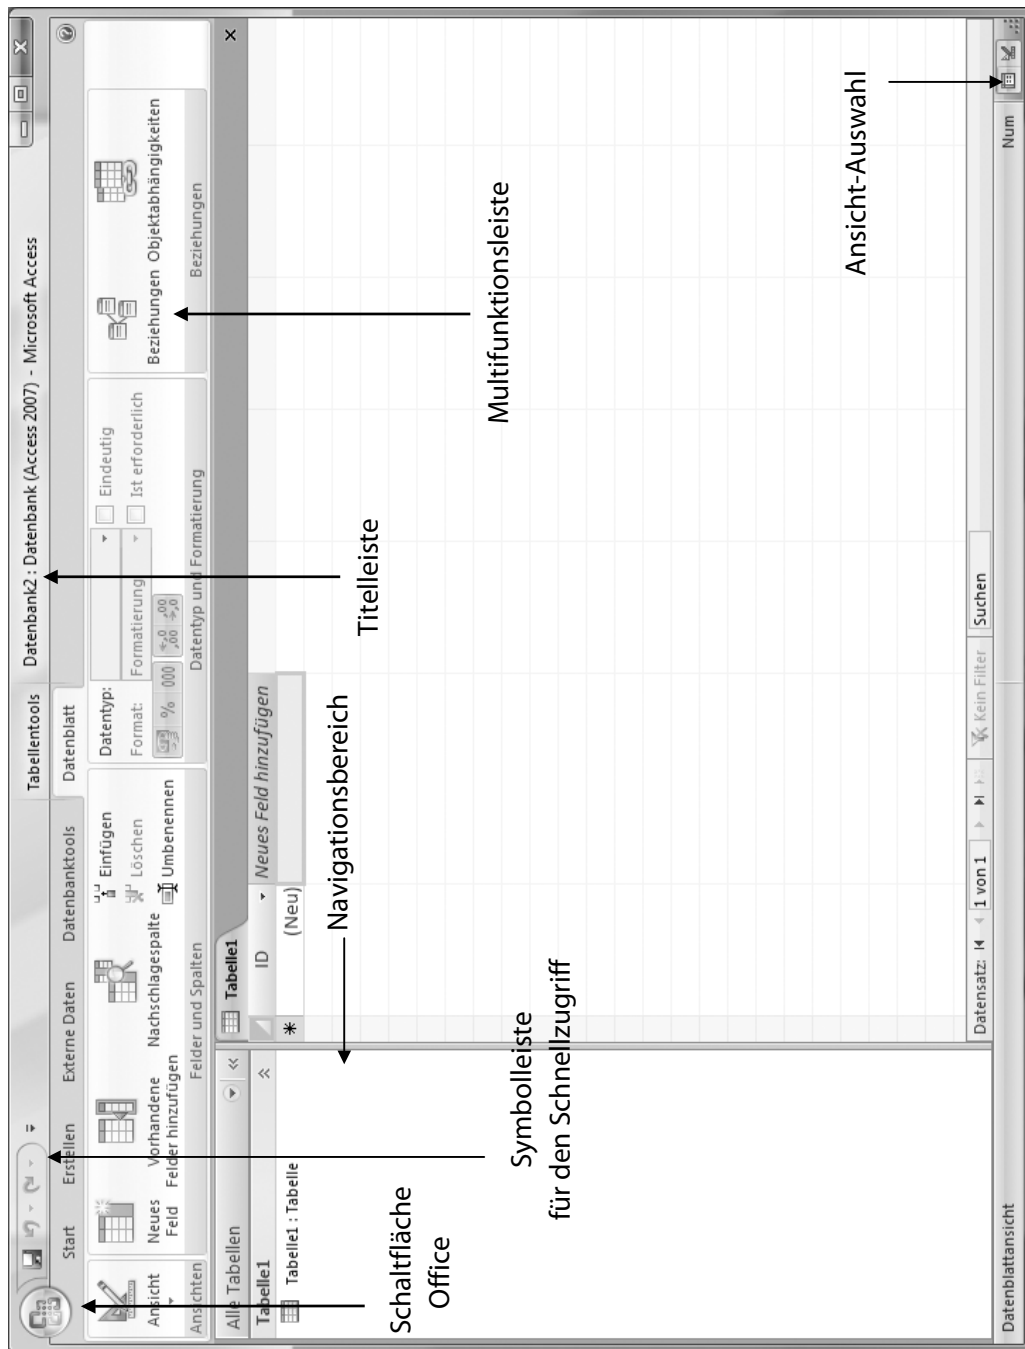 Tabellentools
Datenbank2 : Datenbank (Access 2007) - Microsoft Access
Start
Erstellen
Externe Daten
Datenbanktools
Datenblatt
Ansicht
Ansichten
Neues
Feld
Vorhandene
Felder hinzufügen
Nachschlagespalte
Einfügen
Löschen
Umbenennen
Felder und Spalten
Datentyp:
Format:
Formatierung
% 000
Eindeutig
Ist erforderlich
Datentyp und Formatierung
Beziehungen
Objektabhängigkeiten
Beziehungen
Alle Tabellen
Tabelle1
Tabelle1 : Tabelle
Tabelle1
ID
Neues Feld hinzufügen
(Neu)
Schaltfläche
Office
Symbolleiste
für den Schnellzugriff
Navigationsbereich
Titelleiste
Multifunktionsleiste
Ansicht-Auswahl
Datensatz:
1 von 1
Kein Filter
Suchen
Datenblattansicht
Num